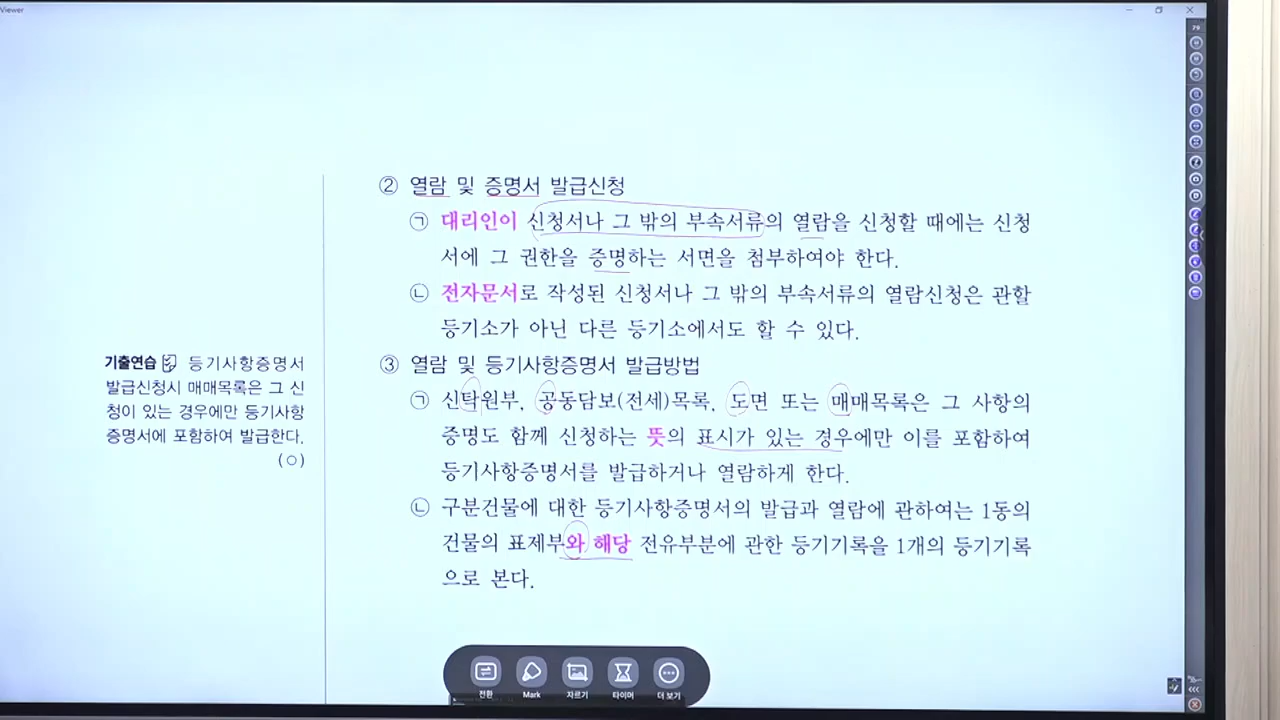 Viewer
79
② 열람 및 증명서 발급신청
㉠ 대리인이 신청서나 그 밖의 부속서류의 열람을 신청할 때에는 신청
서에 그 권한을 증명하는 서면을 첨부하여야 한다.
㉡ 전자문서로 작성된 신청서나 그 밖의 부속서류의 열람신청은 관할
등기소가 아닌 다른 등기소에서도 할 수 있다.
③ 열람 및 등기사항증명서 발급방법
㉠ 신탁원부, 공동담보(전세)목록, 도면 또는 매매목록은 그 사항의
증명도 함께 신청하는 뜻의 표시가 있는 경우에만 이를 포함하여
등기사항증명서를 발급하거나 열람하게 한다.
㉡ 구분건물에 대한 등기사항증명서의 발급과 열람에 관하여는 1동의
건물의 표제부와 해당 전유부분에 관한 등기기록을 1개의 등기기록
으로 본다.
기출연습 등기사항증명서
발급신청시 매매목록은 그 신
청이 있는 경우에만 등기사항
증명서에 포함하여 발급한다.
(○)
전환 Mark 자르기 타이머 더 보기